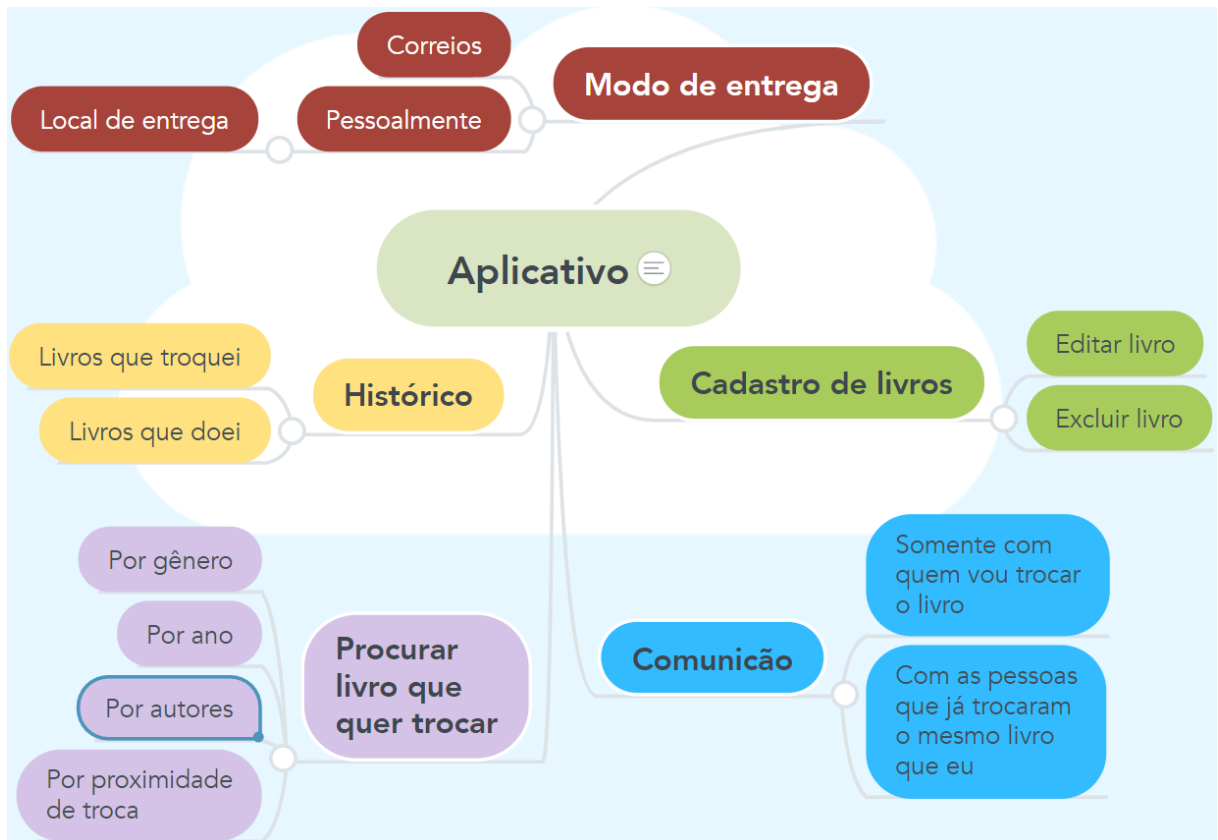 Correios
Modo de entrega
Local de entrega
Pessoalmente
Aplicativo
Livros que troquei
Histórico
Livros que doei
Cadastro de livros
Editar livro
Excluir livro
Por gênero
Por ano
Por autores
Por proximidade
de troca
Procurar
livro que
quer trocar
Comunicão
Somente com
quem vou trocar
o livro
Com as pessoas
que já trocaram
o mesmo livro
que eu